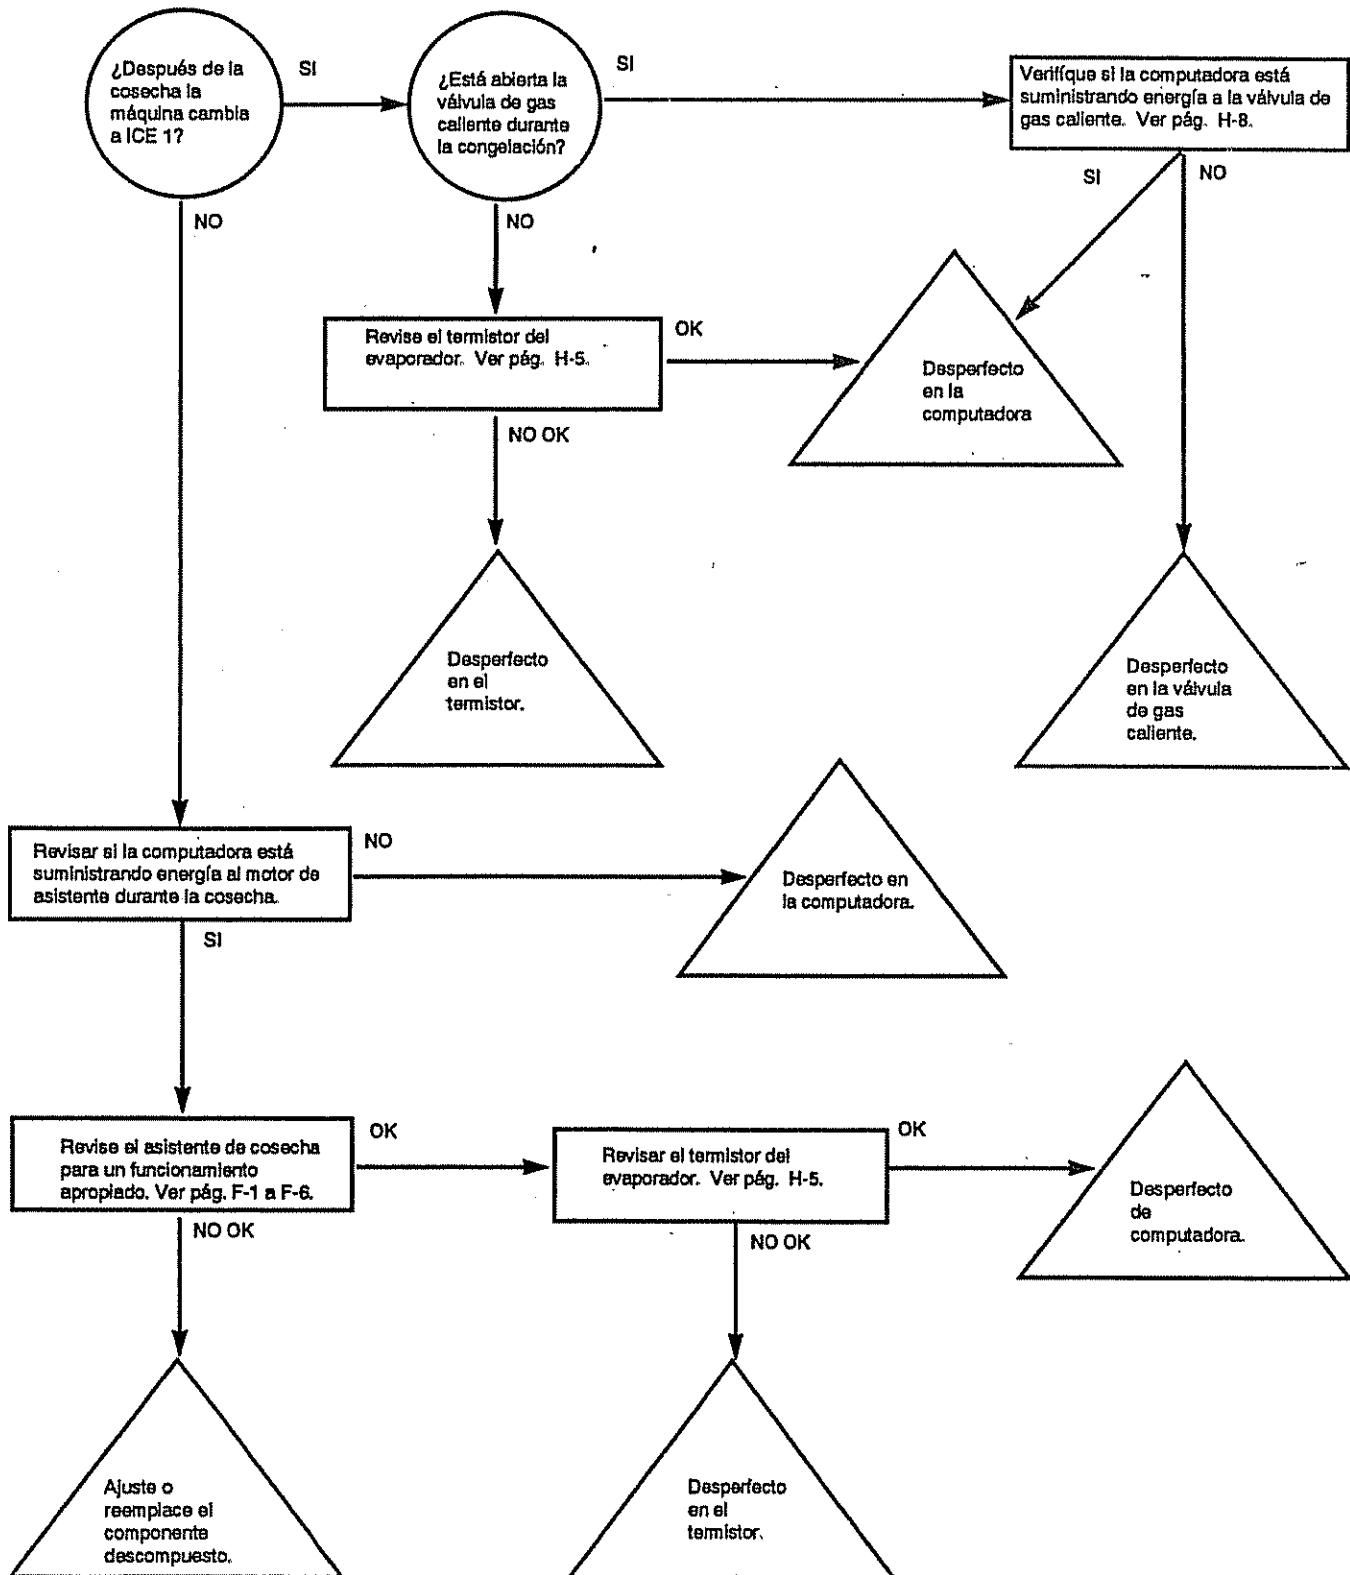 ¿Después de la
cosecha la
máquina cambia
a ICE 1?
SI
¿Está abierta la
válvula de gas
caliente durante
la congelación?
SI
Verifique si la computadora está
suministrando energía a la válvula de
gas caliente. Ver pág. H-8.
SI
NO
NO
NO
Revise el termistor del
evaporador. Ver pág. H-5.
OK
NO OK
Desperfecto
en la
computadora
Desperfecto
en el
termistor.
Desperfecto
en la válvula
de gas
caliente.
Revisar si la computadora está
suministrando energía al motor de
asistente durante la cosecha.
NO
SI
Desperfecto en
la computadora.
Revise el asistente de cosecha
para un funcionamiento
apropiado. Ver pág. F-1 a F-6.
OK
NO OK
Revisar el termistor del
evaporador. Ver pág. H-5.
OK
NO OK
Desperfecto
de
computadora.
Ajuste o
reemplace el
componente
descompuesto.
Desperfecto
en el
termistor.